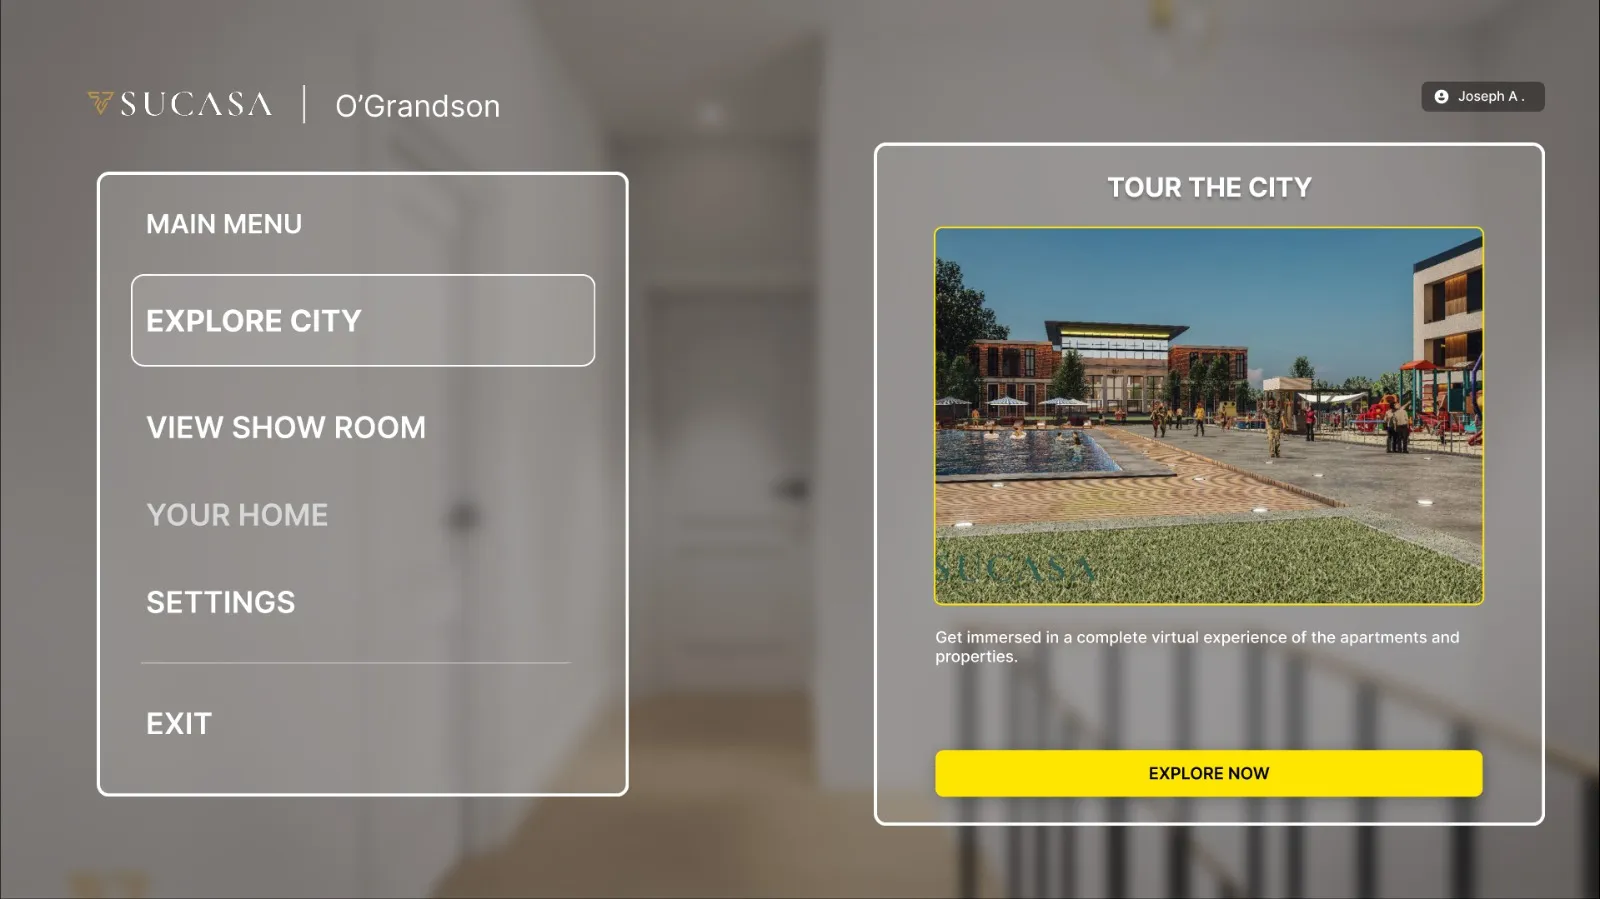 SUCASA
O’Grandson
Joseph A .
MAIN MENU
EXPLORE CITY
VIEW SHOW ROOM
YOUR HOME
SETTINGS
EXIT
TOUR THE CITY
SUCASA
Get immersed in a complete virtual experience of the apartments and
properties.
EXPLORE NOW